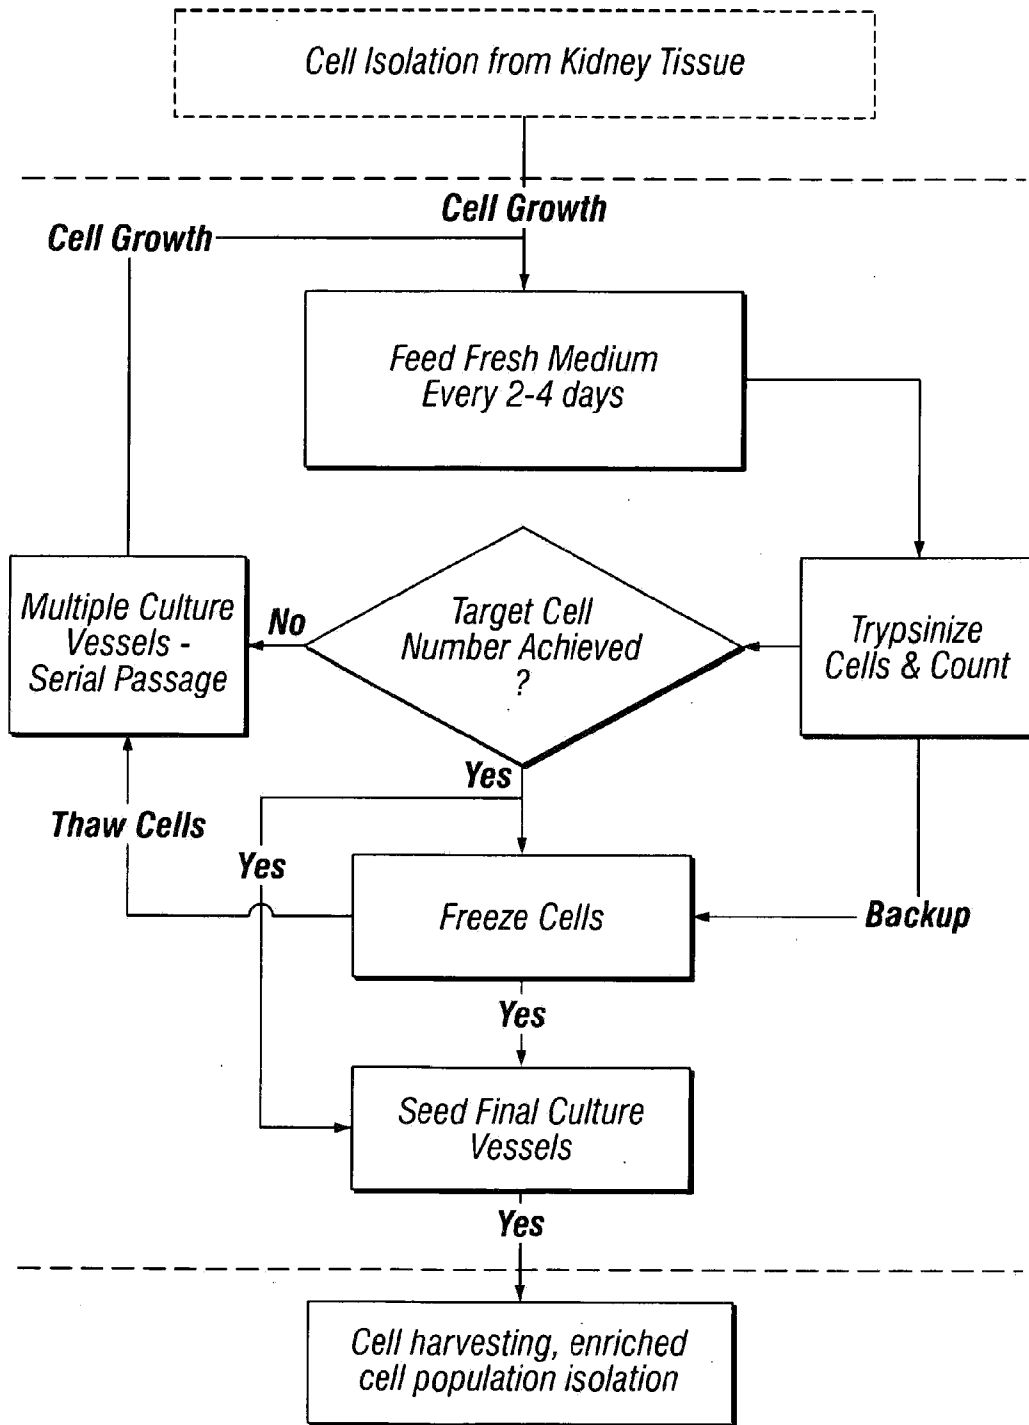 Cell Isolation from Kidney Tissue
Cell Growth
Cell Growth
Feed Fresh Medium
Every 2-4 days
Multiple Culture
Vessels -
Serial Passage
No
Target Cell
Number Achieved
?
Trypsinize
Cells & Count
Yes
Thaw Cells
Yes
Freeze Cells
Backup
Yes
Seed Final Culture
Vessels
Yes
Cell harvesting, enriched
cell population isolation